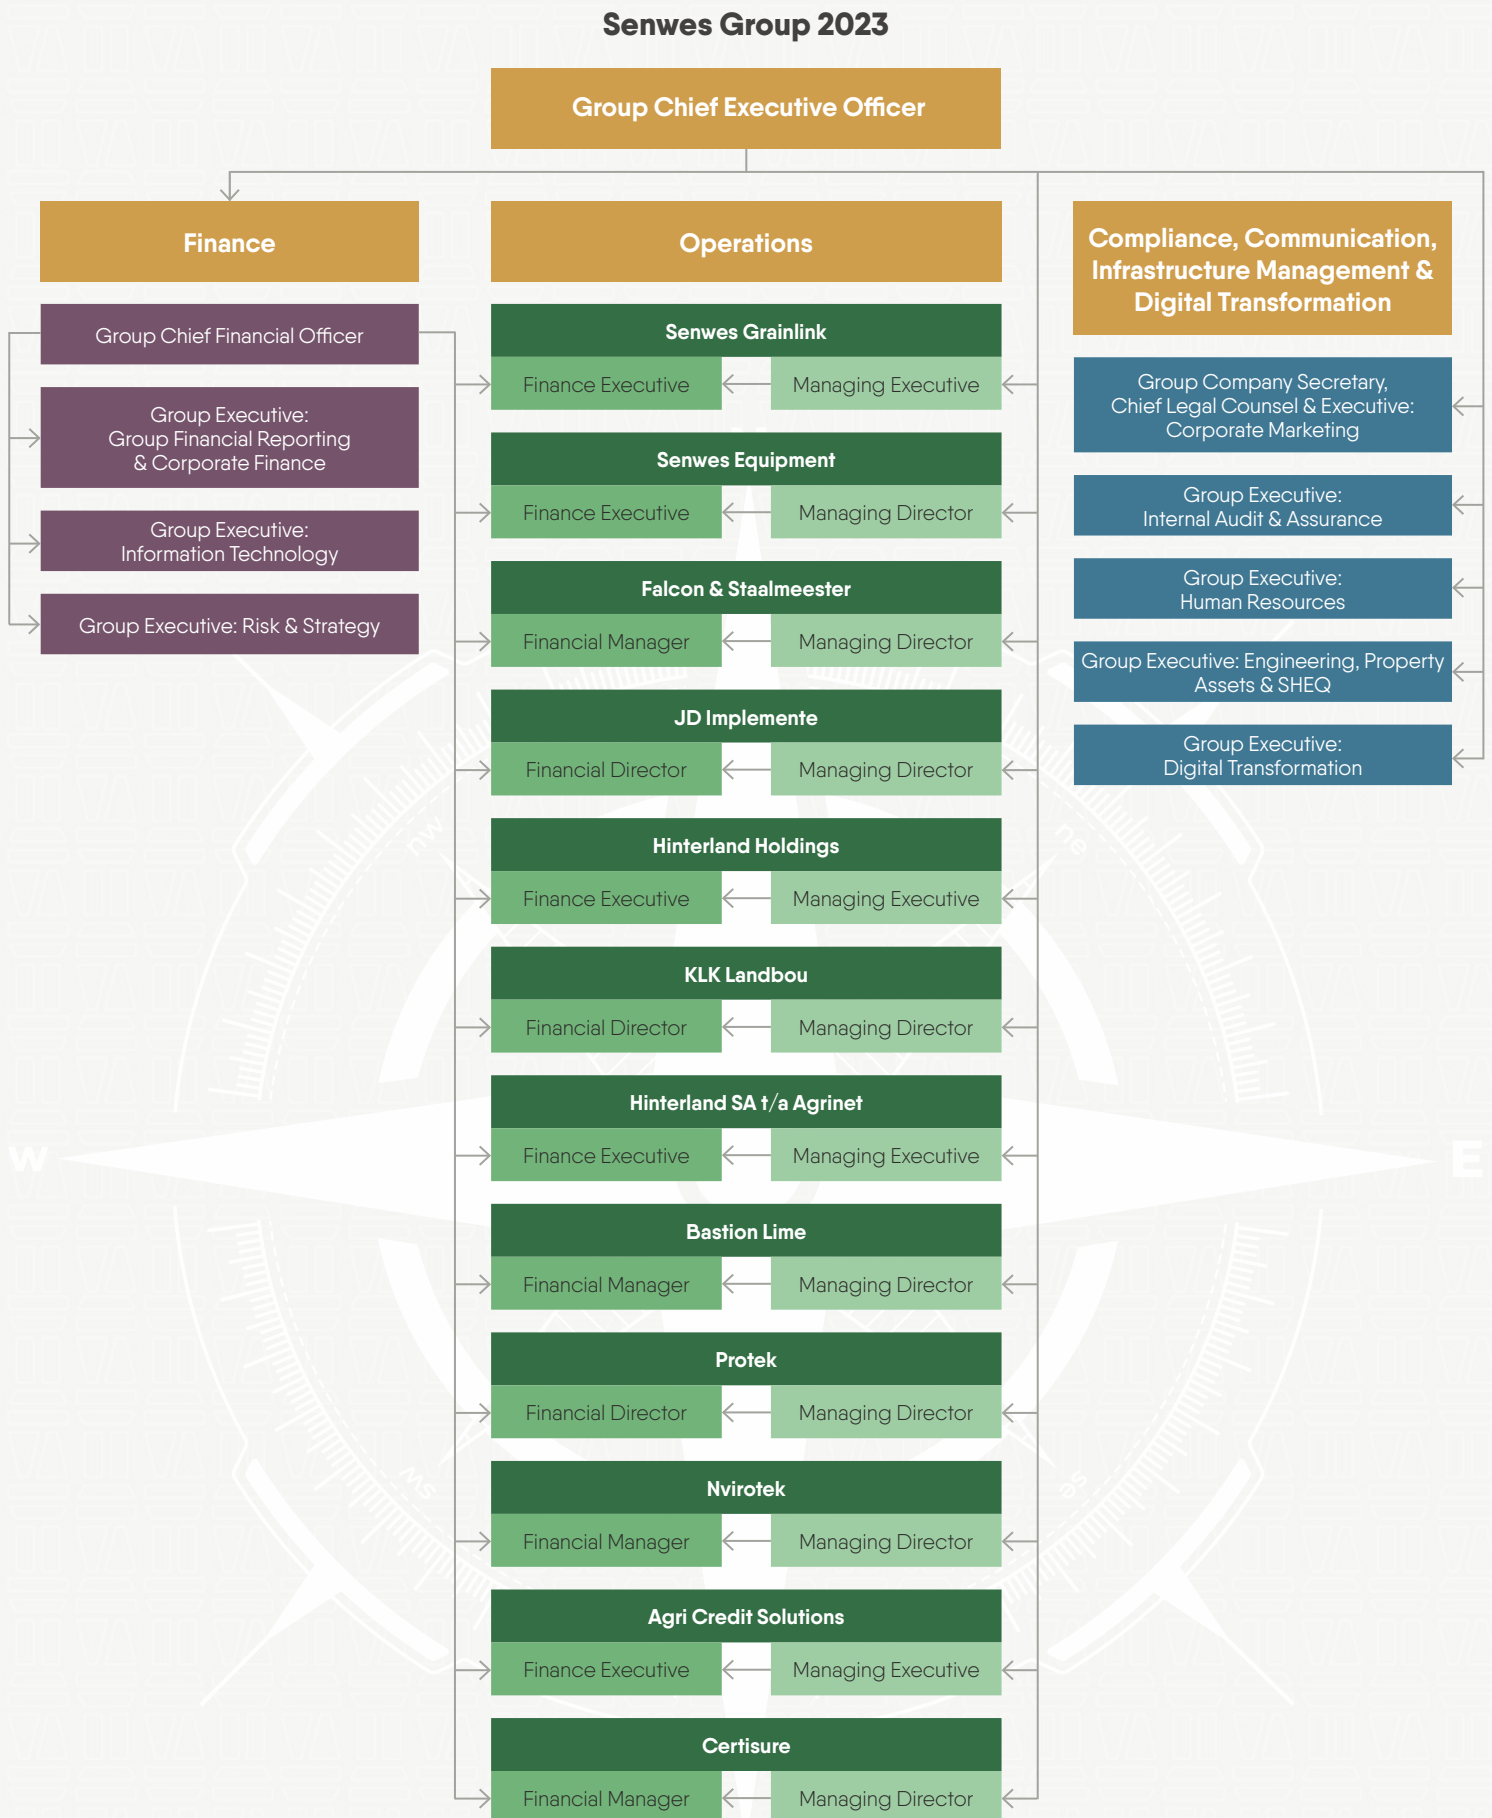 Senwes Group 2023
Group Chief Executive Officer
Finance
Group Chief Financial Officer
Group Executive:
Group Financial Reporting
& Corporate Finance
Group Executive:
Information Technology
Group Executive: Risk & Strategy
Operations
Senwes Grainlink
Finance Executive
Managing Executive
Senwes Equipment
Finance Executive
Managing Director
Falcon & Staalmeester
Financial Manager
Managing Director
JD Implemente
Financial Director
Managing Director
Hinterland Holdings
Finance Executive
Managing Executive
KLK Landbou
Financial Director
Managing Director
Hinterland SA t/a Agrinet
Finance Executive
Managing Executive
Bastion Lime
Financial Manager
Managing Director
Protek
Financial Director
Managing Director
Nvirotek
Financial Manager
Managing Director
Agri Credit Solutions
Finance Executive
Managing Executive
Certisure
Financial Manager
Managing Director
Compliance, Communication,
Infrastructure Management &
Digital Transformation
Group Company Secretary,
Chief Legal Counsel & Executive:
Corporate Marketing
Group Executive:
Internal Audit & Assurance
Group Executive:
Human Resources
Group Executive: Engineering, Property
Assets & SHEQ
Group Executive:
Digital Transformation
nw
ne
W
E
sw
se